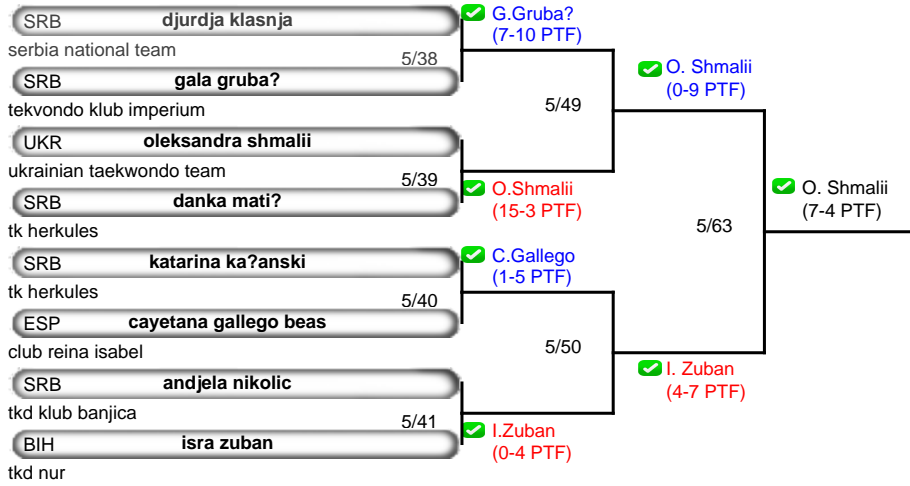 SRB djurdja klasnja
serbia national team
5/38
SRB gala gruba?
tekvondo klub imperium
G.Gruba?
(7-10 PTF)
UKR oleksandra shmalii
ukrainian taekwondo team
5/39
SRB danka mati?
tk herkules
O.Shmalii
(15-3 PTF)
5/49
O. Shmalii
(0-9 PTF)
SRB katarina ka?anski
tk herkules
5/40
ESP cayetana gallego beas
club reina isabel
C.Gallego
(1-5 PTF)
SRB andjela nikolic
tkd klub banjica
5/41
BIH isra zuban
tkd nur
I.Zuban
(0-4 PTF)
5/50
I. Zuban
(4-7 PTF)
5/63
O. Shmalii
(7-4 PTF)